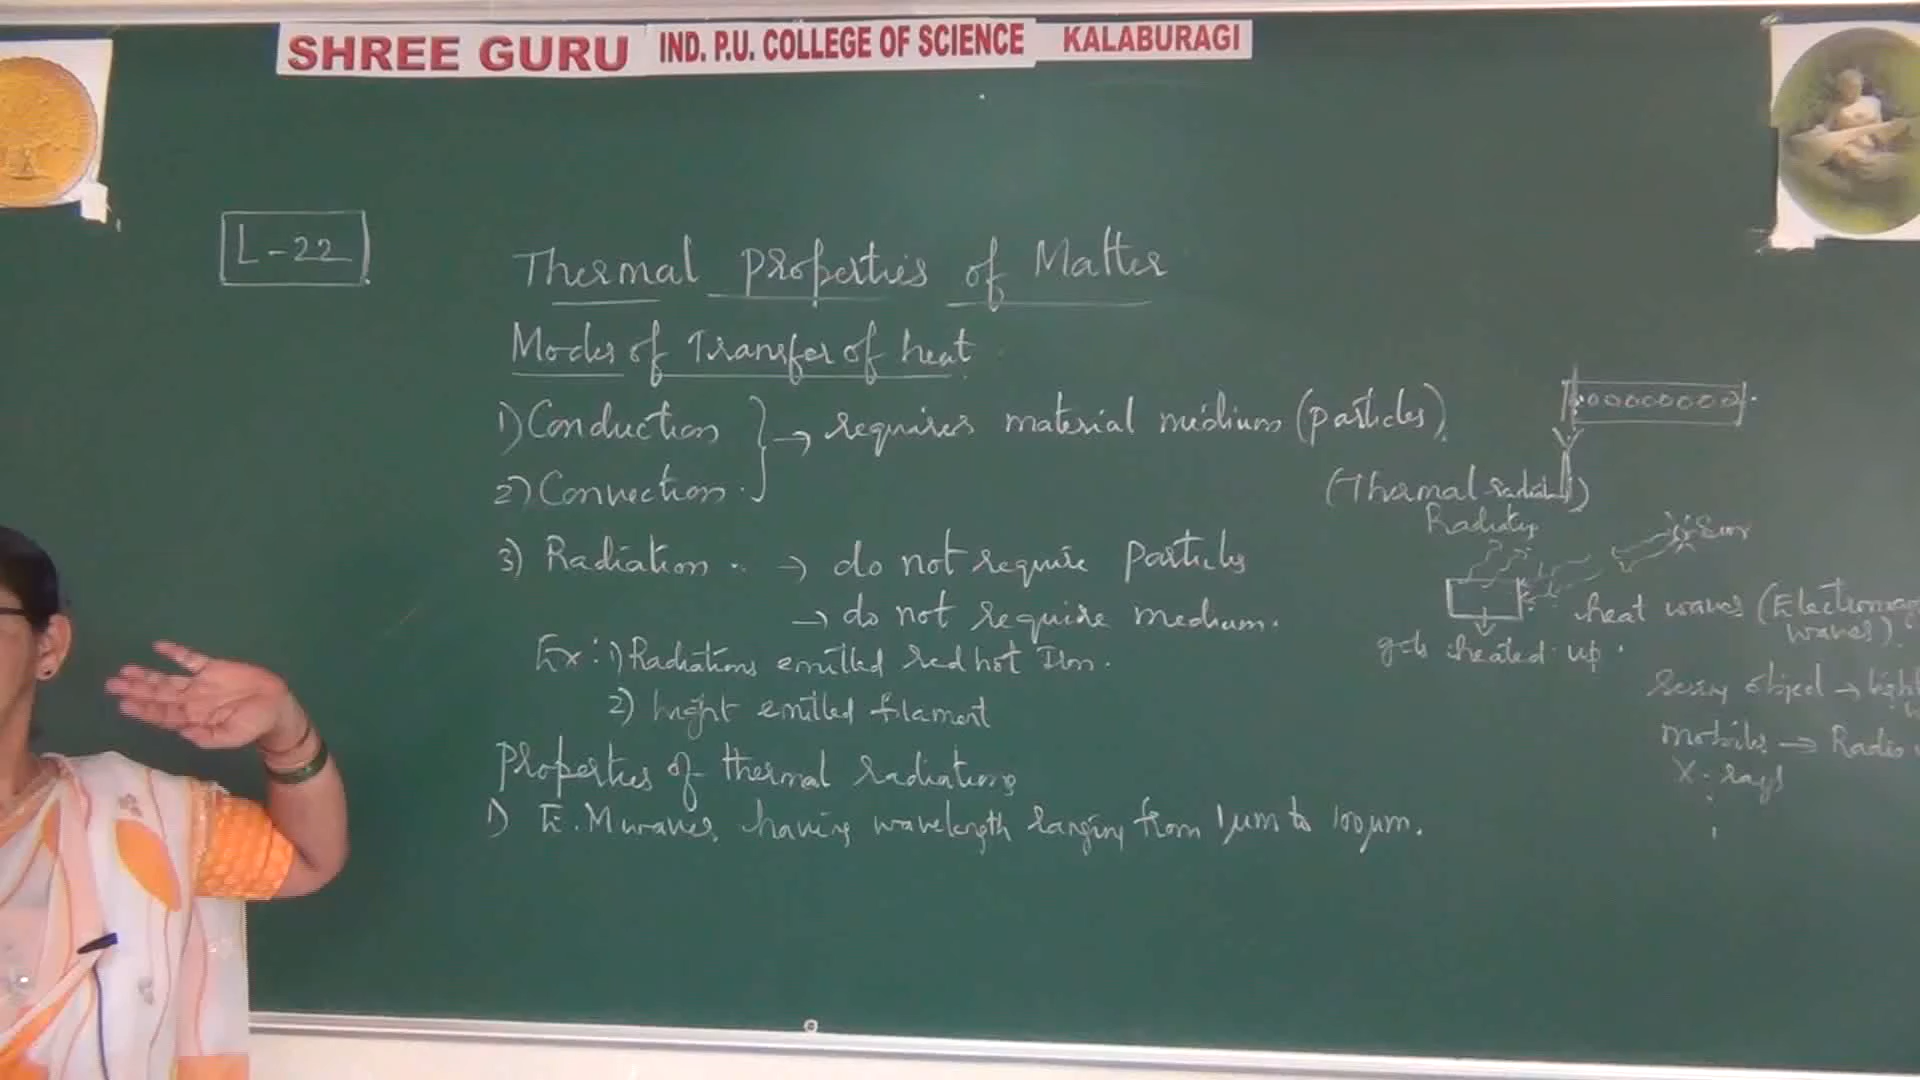 SHREE GURU IND. P.U. COLLEGE OF SCIENCE KALABURAGI
L-22
Thermal properties of Matter
Modes of Transfer of heat
1) Conduction } → requires material medium (particles).
2) Convection.
(Thermal
3) Radiation → do not require particles
→ do not require medium.
Ex: 1) Radiations emitted red hot Iron.
2) light emitted filament
Properties of thermal radiations
1) E.M waves, having wavelength ranging from 1μm to 100μm.
Sun
heat waves (Electromag
waves).
gets heated up.
object →
mobiles → Radio
X-rays